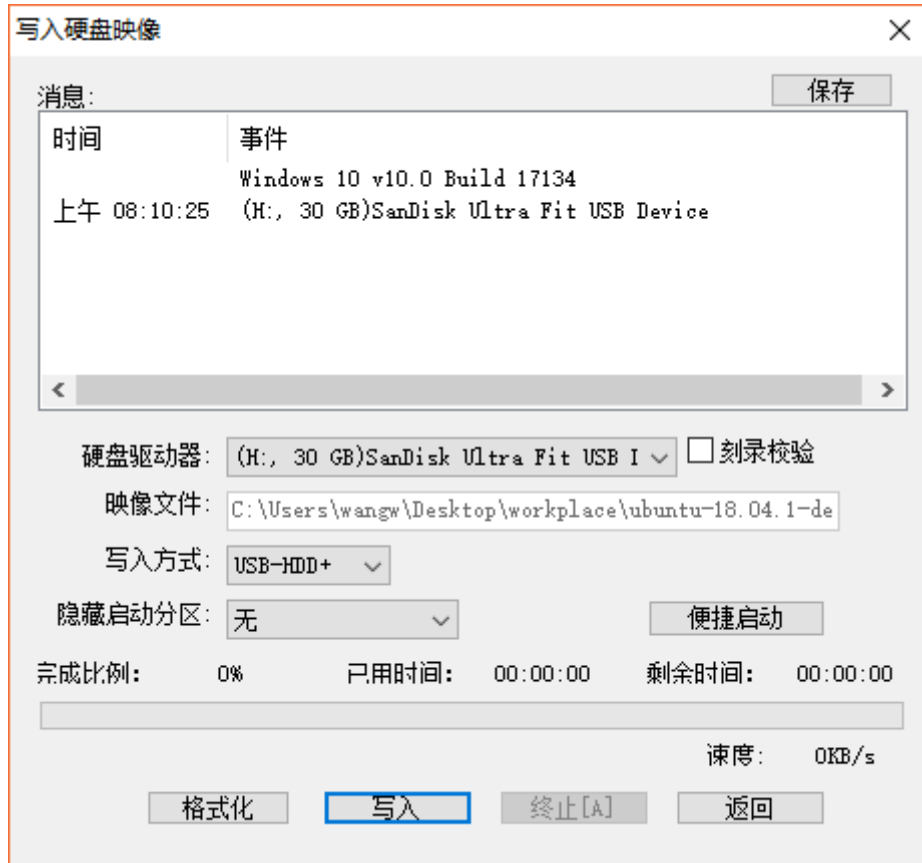 写入硬盘映像
消息:
保存
时间 事件
Windows 10 v10.0 Build 17134
上午 08:10:25 (H:, 30 GB)SanDisk Ultra Fit USB Device
硬盘驱动器: (H:, 30 GB)SanDisk Ultra Fit USB I 刻录校验
映像文件: C:\Users\wangw\Desktop\workplace\ubuntu-18.04.1-de
写入方式: USB-HDD+
隐藏启动分区: 无 便捷启动
完成比例: 0% 已用时间: 00:00:00 剩余时间: 00:00:00
速度: 0KB/s
格式化 写入 终止[A] 返回